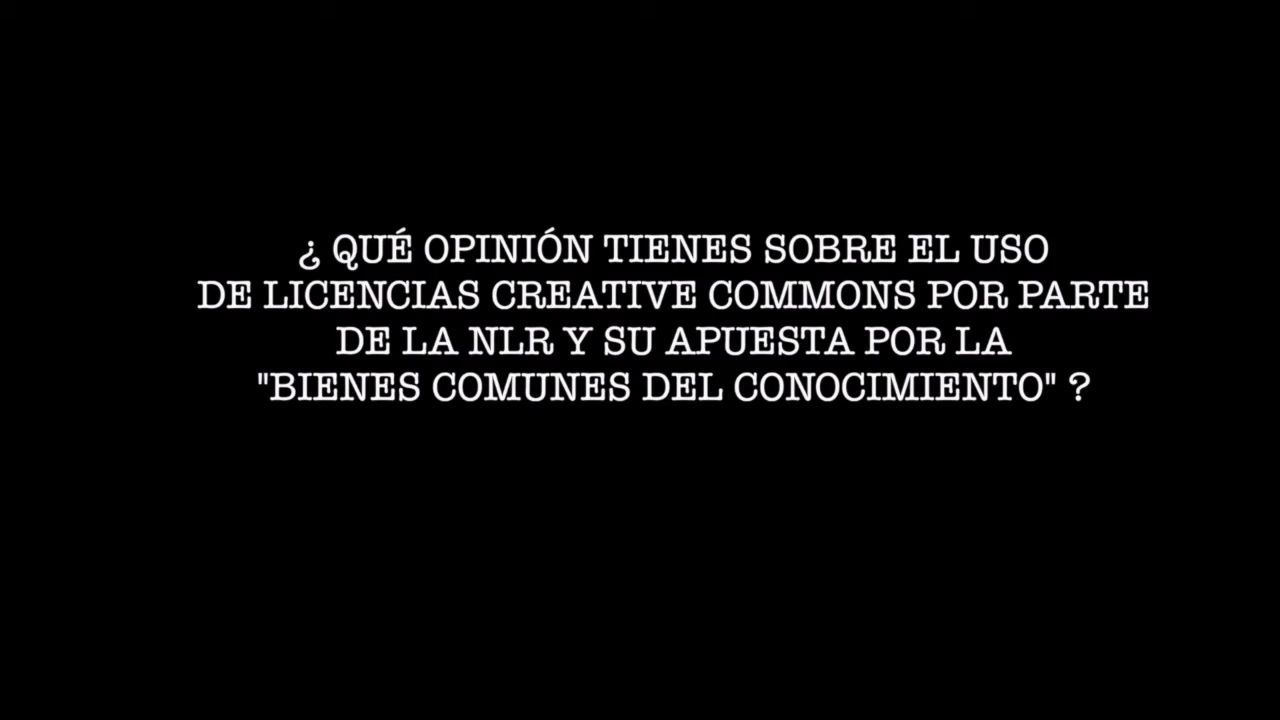 ¿ QUÉ OPINIÓN TIENES SOBRE EL USO
DE LICENCIAS CREATIVE COMMONS POR PARTE
DE LA NLR Y SU APUESTA POR LA
"BIENES COMUNES DEL CONOCIMIENTO" ?